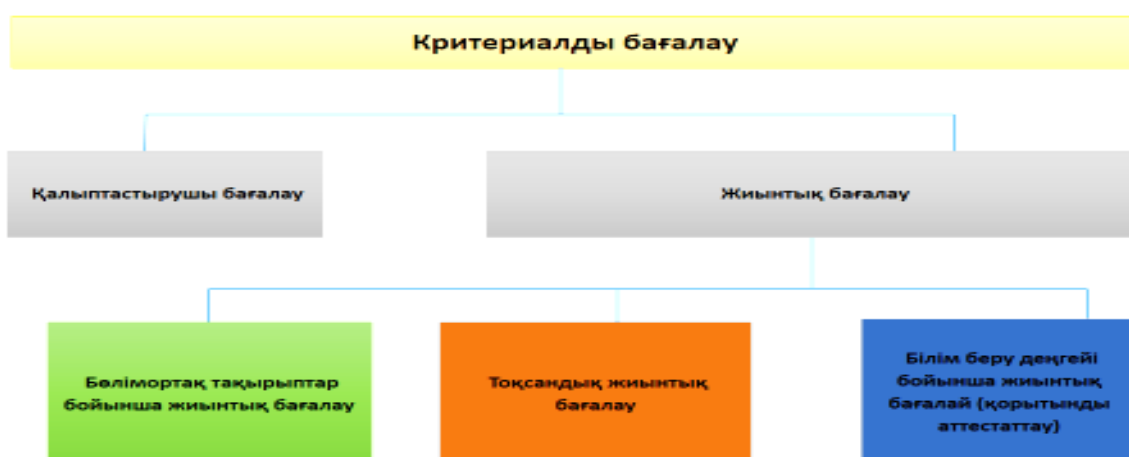 Критериалды бағалау
Қалыптастырушы бағалау
Жиынтық бағалау
Бөлімортақ тақырыптар
бойынша жиынтық бағалау
Тоқсандық жиынтық
бағалау
Білім беру деңгейі
бойынша жиынтық
бағалай (қорытынды
аттестаттау)